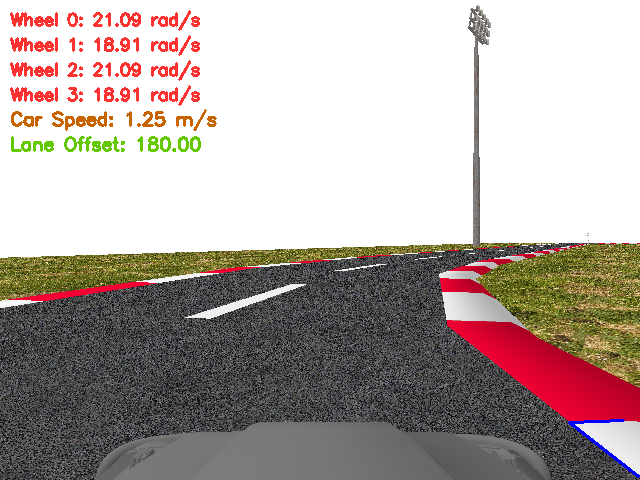 Wheel 0: 21.09 rad/s
Wheel 1: 18.91 rad/s
Wheel 2: 21.09 rad/s
Wheel 3: 18.91 rad/s
Car Speed: 1.25 m/s
Lane Offset: 180.00